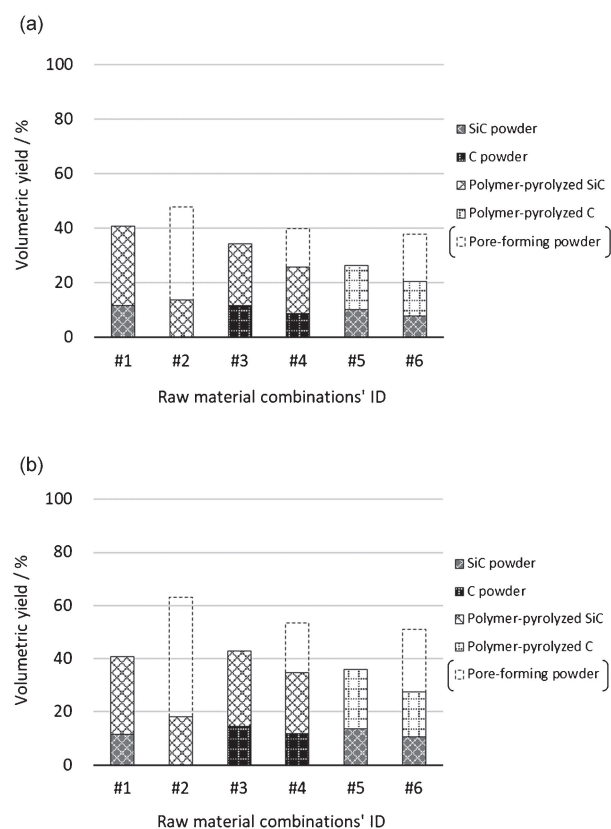 (a)
100
80
60
40
20
0
Volumetric yield / %
#1 #2 #3 #4 #5 #6
Raw material combinations' ID
SiC powder
C powder
Polymer-pyrolyzed SiC
Polymer-pyrolyzed C
Pore-forming powder
(b)
100
80
60
40
20
0
Volumetric yield / %
#1 #2 #3 #4 #5 #6
Raw material combinations' ID
SiC powder
C powder
Polymer-pyrolyzed SiC
Polymer-pyrolyzed C
Pore-forming powder